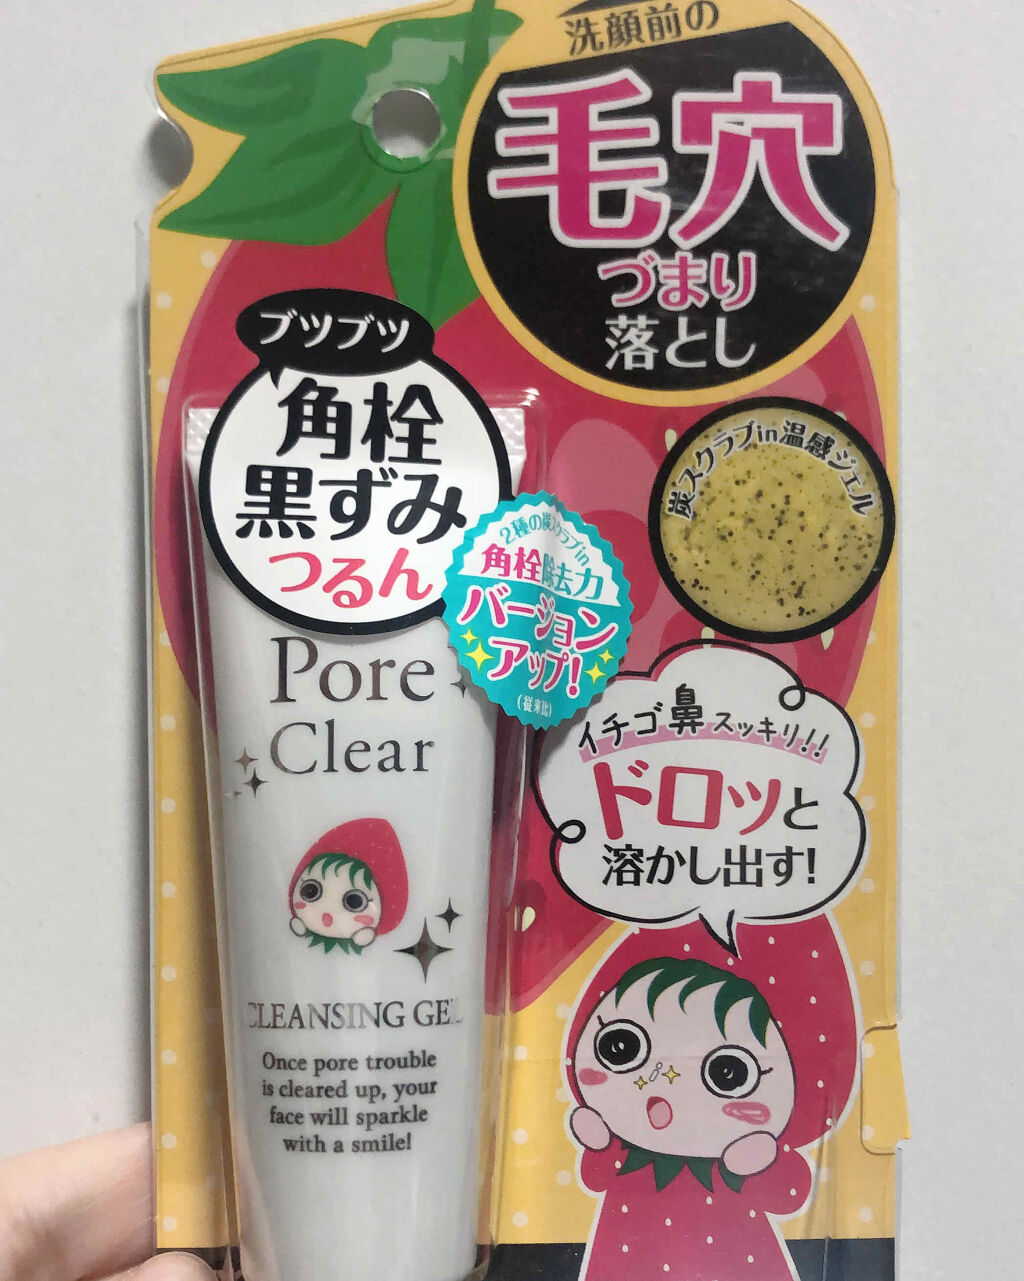 洗顔前の
毛穴
づまり
落とし
ブツブツ
角栓
黒ずみ
つるん
炭スクラブin温感ジェル
2種の炭スクラブin
角栓除去力
バージョン
アップ!
(従来比)
Pore
Clear
イチゴ鼻スッキリ!!
ドロッと
溶かし出す!
CLEANSING GEL
Once pore trouble
is cleared up, your
face will sparkle
with a smile!